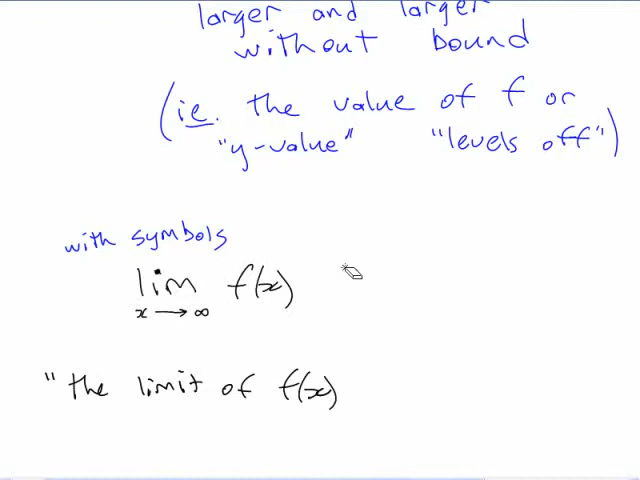 larger and larger
without bound
(ie. the value of f or
"y-value" "levels off")
with symbols
lim f(x)
x → ∞
"the limit of f(x)